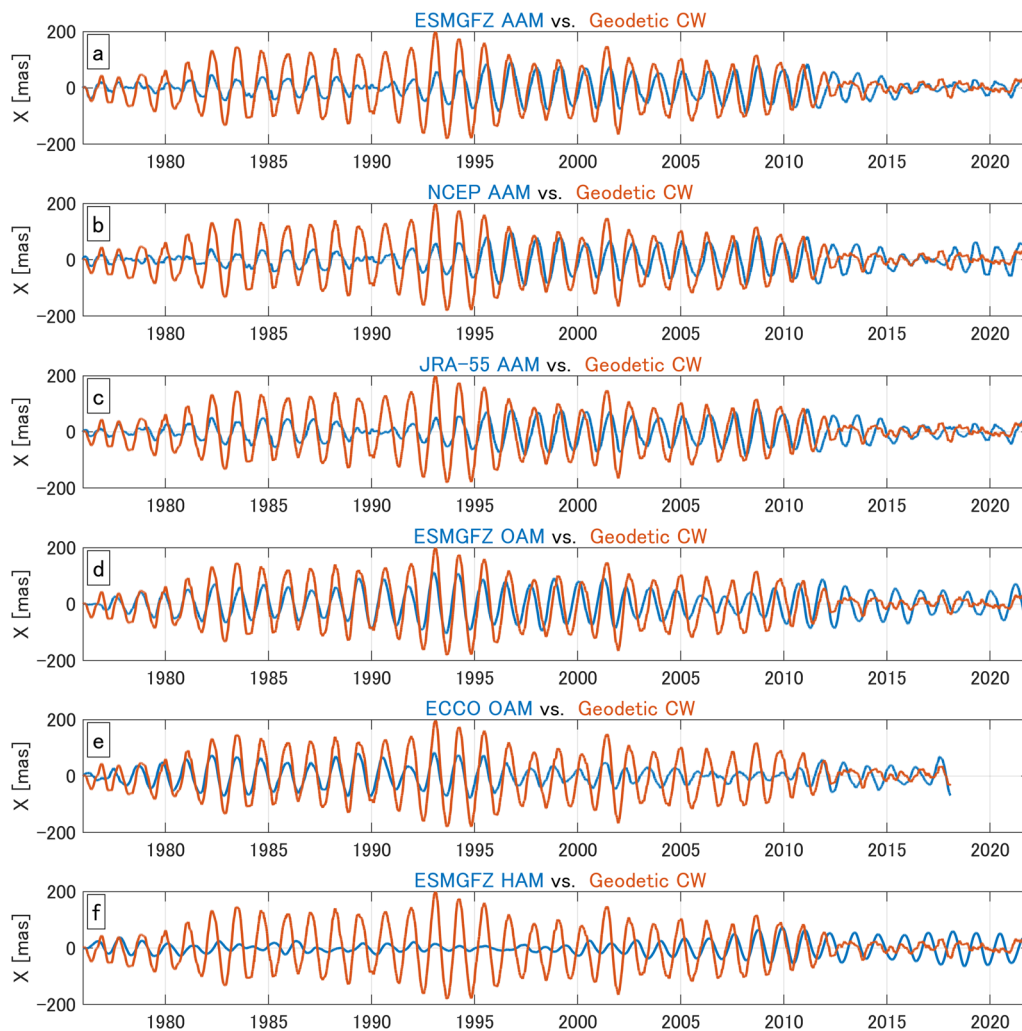 ESMGFZ AAM vs. Geodetic CW
a
X [mas]
200
0
-200
1980 1985 1990 1995 2000 2005 2010 2015 2020
NCEP AAM vs. Geodetic CW
b
X [mas]
200
0
-200
1980 1985 1990 1995 2000 2005 2010 2015 2020
JRA-55 AAM vs. Geodetic CW
c
X [mas]
200
0
-200
1980 1985 1990 1995 2000 2005 2010 2015 2020
ESMGFZ OAM vs. Geodetic CW
d
X [mas]
200
0
-200
1980 1985 1990 1995 2000 2005 2010 2015 2020
ECCO OAM vs. Geodetic CW
e
X [mas]
200
0
-200
1980 1985 1990 1995 2000 2005 2010 2015 2020
ESMGFZ HAM vs. Geodetic CW
f
X [mas]
200
0
-200
1980 1985 1990 1995 2000 2005 2010 2015 2020